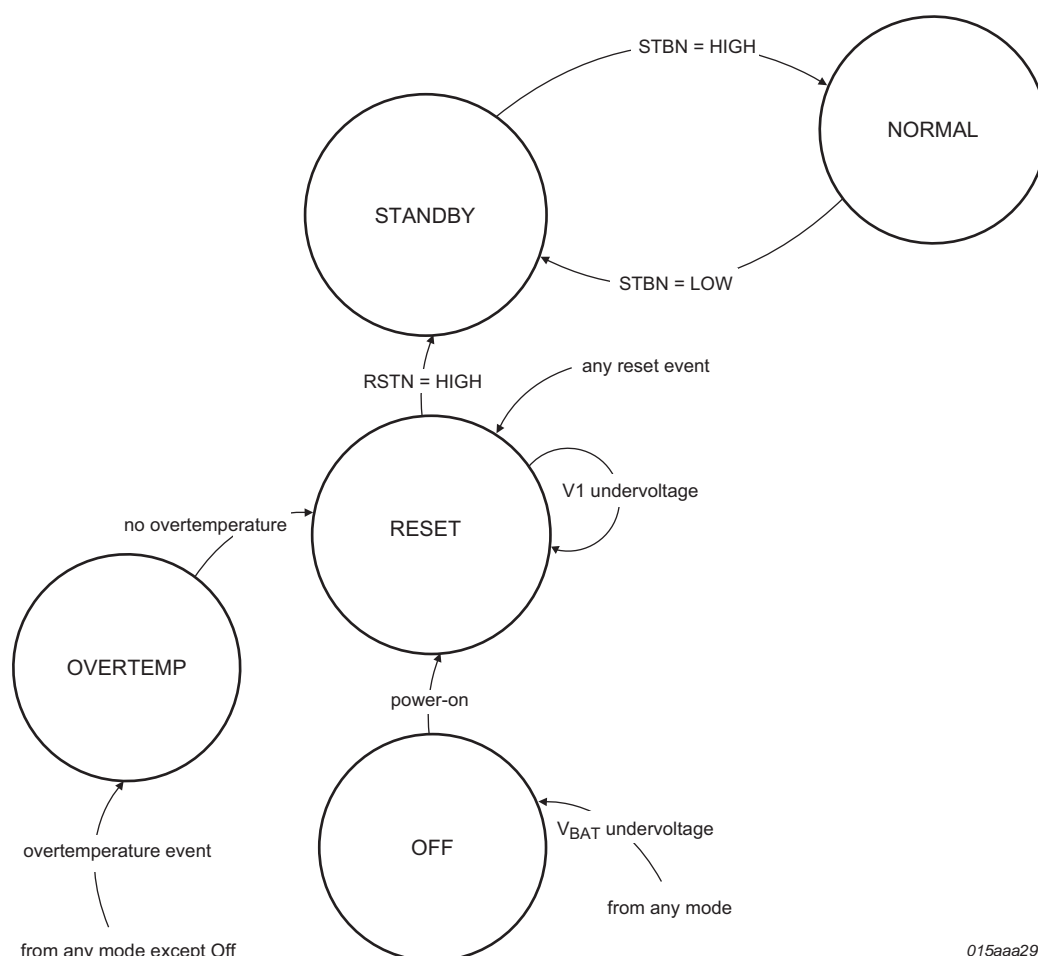 STBN = HIGH
NORMAL
STANDBY
STBN = LOW
any reset event
RSTN = HIGH
V1 undervoltage
no overtemperature
RESET
OVERTEMP
power-on
VBAT undervoltage
overtemperature event
OFF
from any mode
from any mode except Off
015aaa29